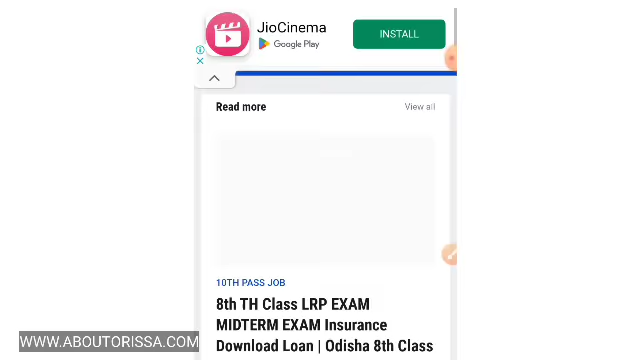 JioCinema
Google Play
INSTALL
Read more
View all
10TH PASS JOB
8th TH Class LRP EXAM
MIDTERM EXAM Insurance
Download Loan | Odisha 8th Class
WWW.ABOUTORISSA.COM